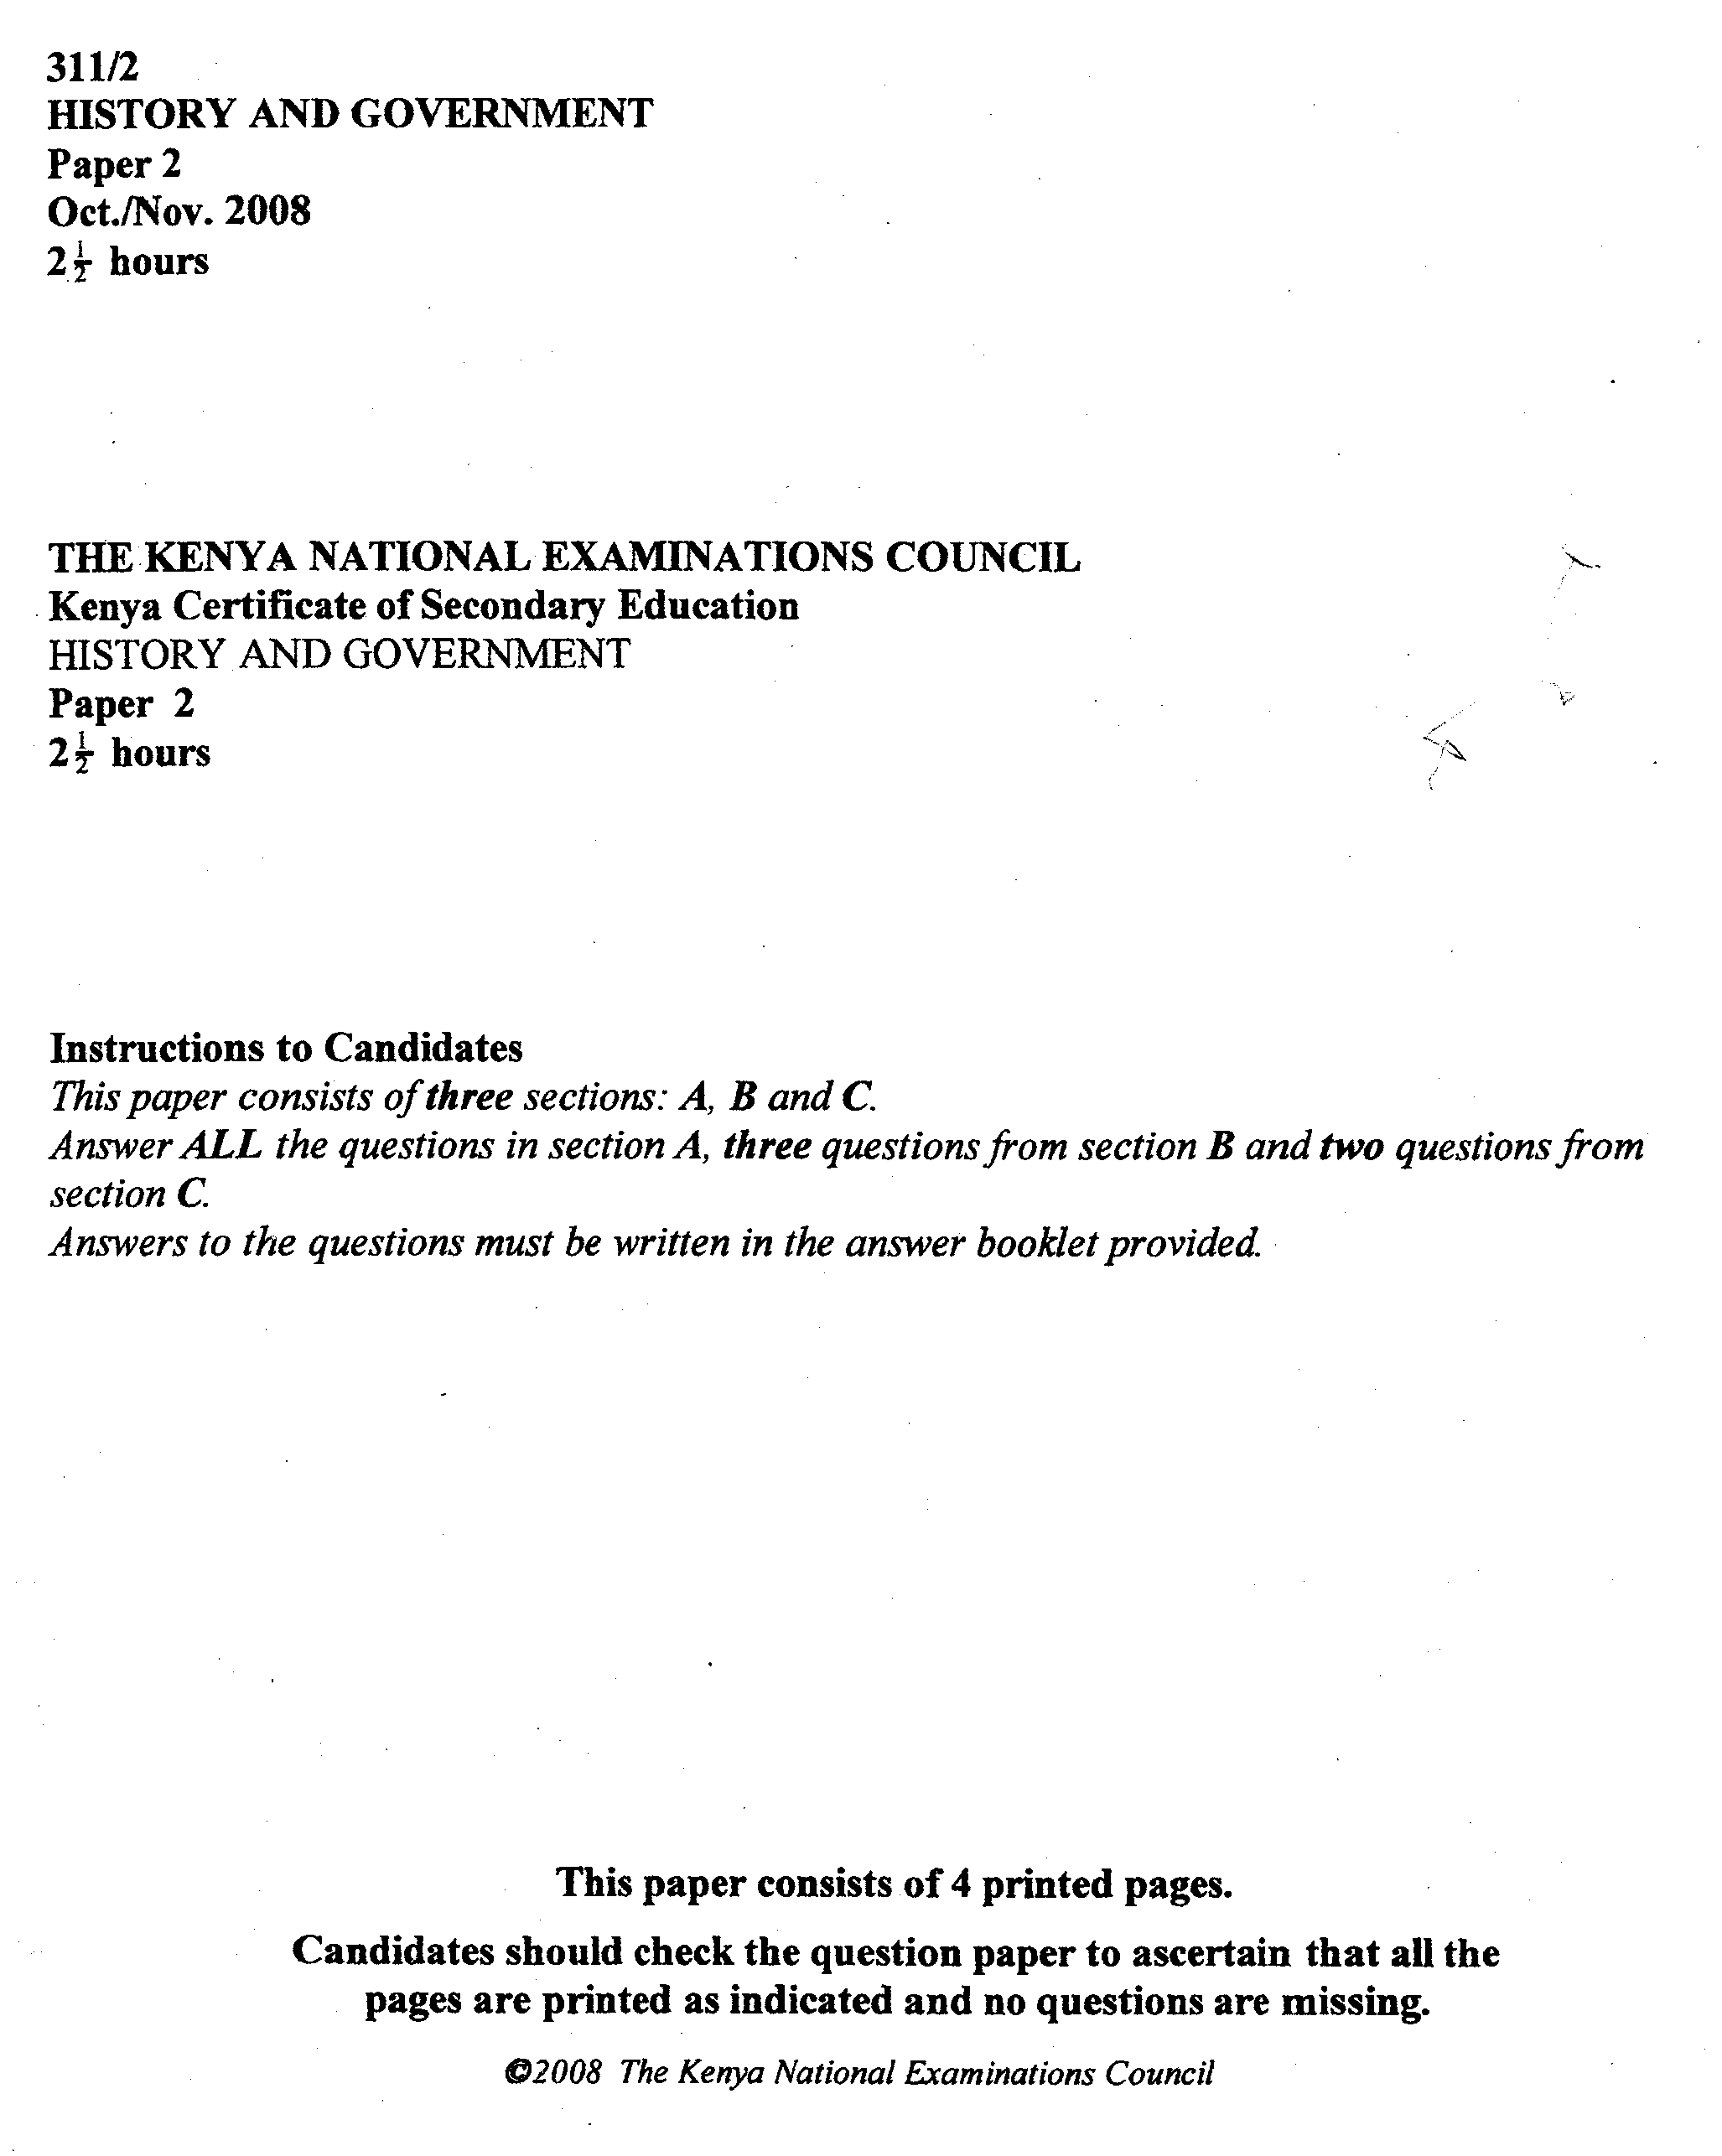 311/2
HISTORY AND GOVERNMENT
Paper 2
Oct./Nov. 2008
2½ hours
THE KENYA NATIONAL EXAMINATIONS COUNCIL
Kenya Certificate of Secondary Education
HISTORY AND GOVERNMENT
Paper 2
2½ hours
Instructions to Candidates
This paper consists of three sections: A, B and C.
Answer ALL the questions in section A, three questions from section B and two questions from
section C.
Answers to the questions must be written in the answer booklet provided.
This paper consists of 4 printed pages.
Candidates should check the question paper to ascertain that all the
pages are printed as indicated and no questions are missing.
©2008 The Kenya National Examinations Council